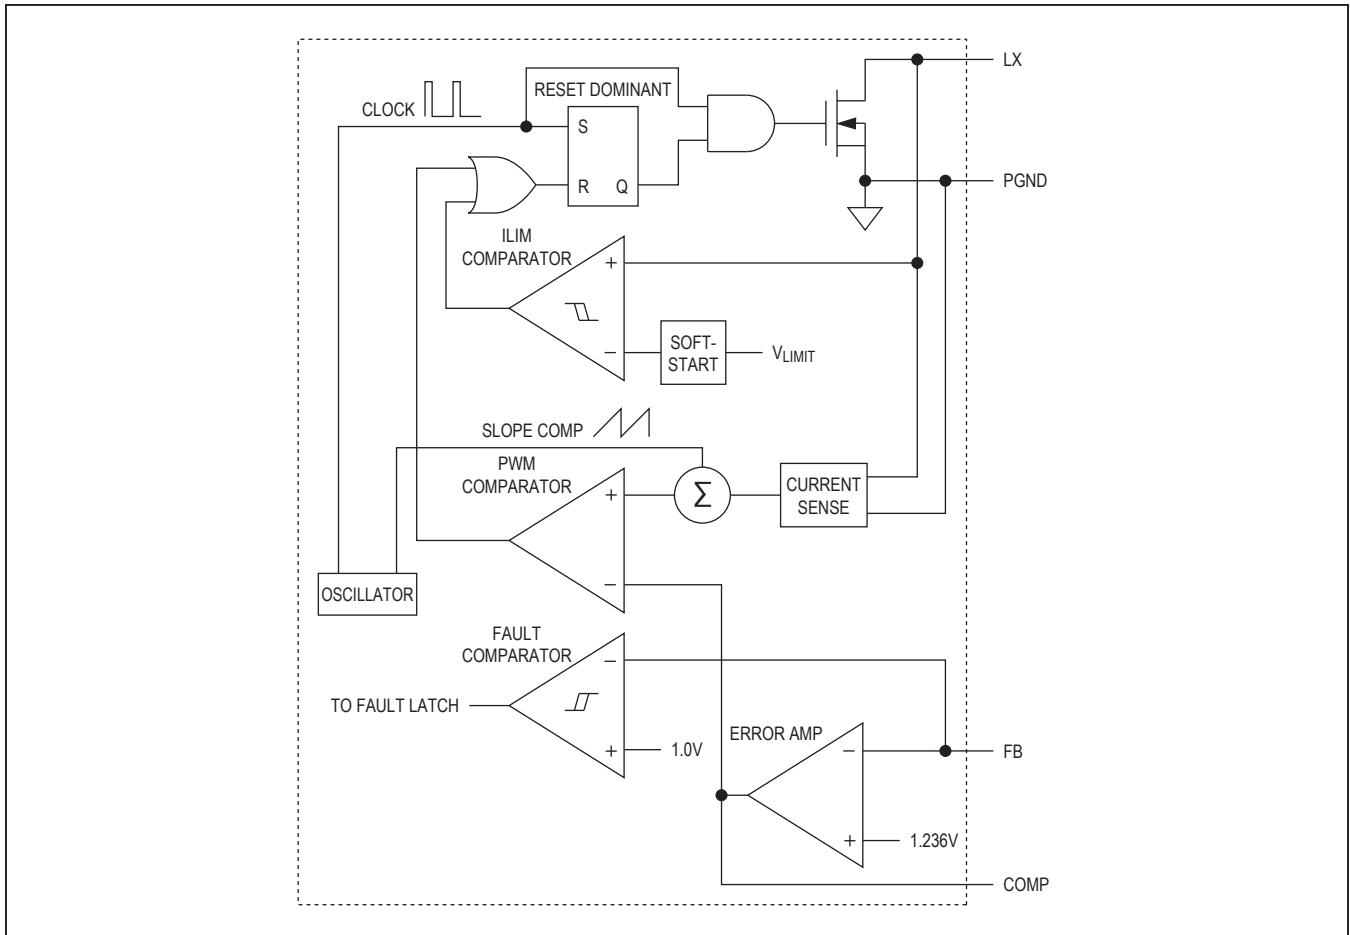 LX
RESET DOMINANT
CLOCK
S
R Q
PGND
ILIM
COMPARATOR
+
−
SOFT-
START
VLIMIT
SLOPE COMP
PWM
COMPARATOR
+
Σ
CURRENT
SENSE
−
OSCILLATOR
FAULT
COMPARATOR
−
TO FAULT LATCH
+
1.0V
ERROR AMP
−
FB
+
1.236V
COMP